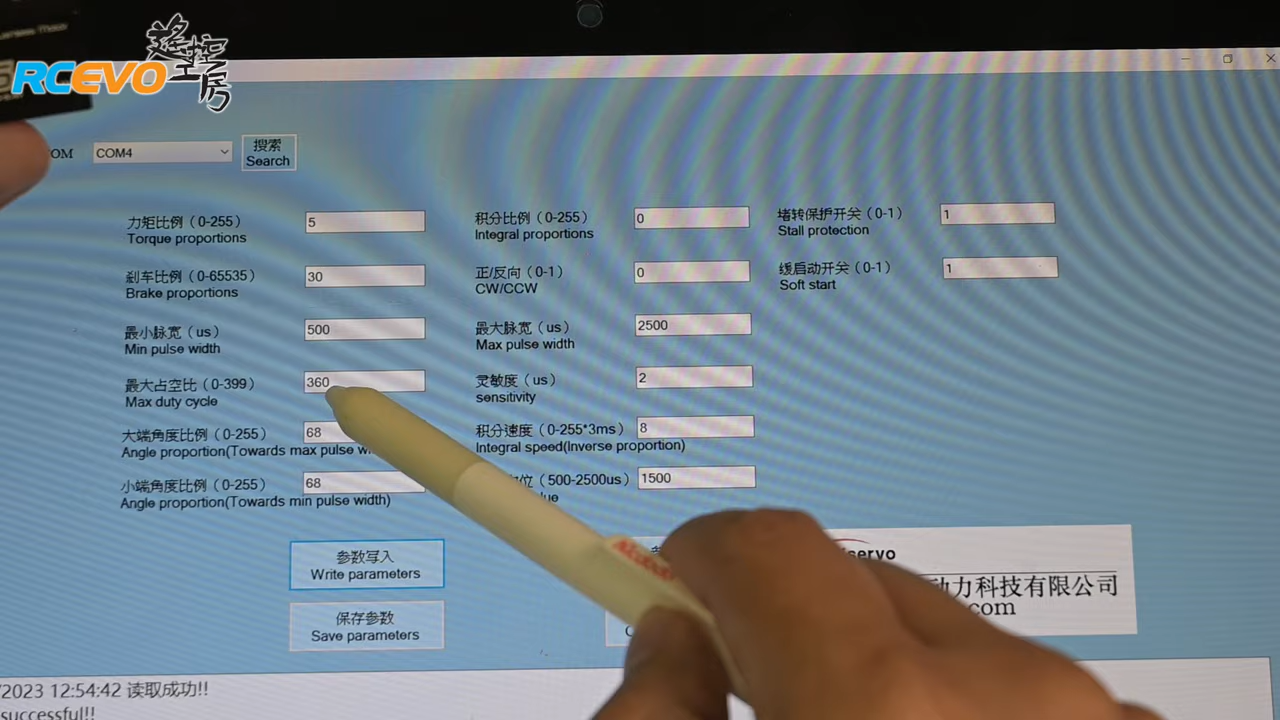 RCEVO
遙控工房
COM4
搜索
Search
力矩比例（0-255）
Torque proportions
5
积分比例（0-255）
Integral proportions
0
堵转保护开关（0-1）
Stall protection
1
刹车比例（0-65535）
Brake proportions
30
正/反向（0-1）
CW/CCW
0
缓启动开关（0-1）
Soft start
1
最小脉宽（us）
Min pulse width
500
最大脉宽（us）
Max pulse width
2500
最大占空比（0-399）
Max duty cycle
360
灵敏度（us）
sensitivity
2
大端角度比例（0-255）
Angle proportion(Towards max pulse
68
积分速度（0-255*3ms）
Integral speed(Inverse proportion)
8
小端角度比例（0-255）
Angle proportion(Towards min pulse width)
68
位（500-2500us）
1500
参数写入
Write parameters
保存参数
Save parameters
servo
动力科技有限公司
com
/2023 12:54:42 读取成功!!
successful!!